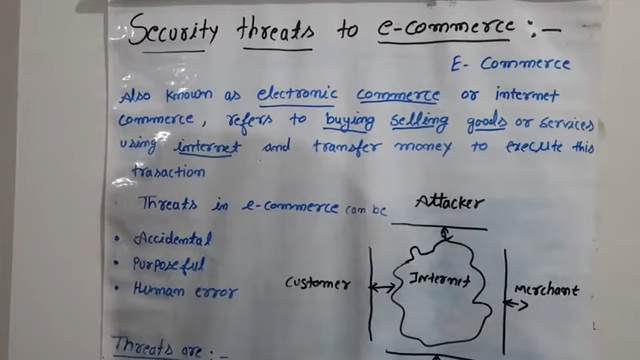 Security threats to e-commerce :-
E- Commerce
Also known as electronic commerce or internet
commerce, refers to buying selling goods or services
using internet and transfer money to execute this
trasaction
Threats in e-commerce can be
Attacker
• Accidental
• Purposeful
Customer
Internet
Merchant
• Human error
Threats are :-